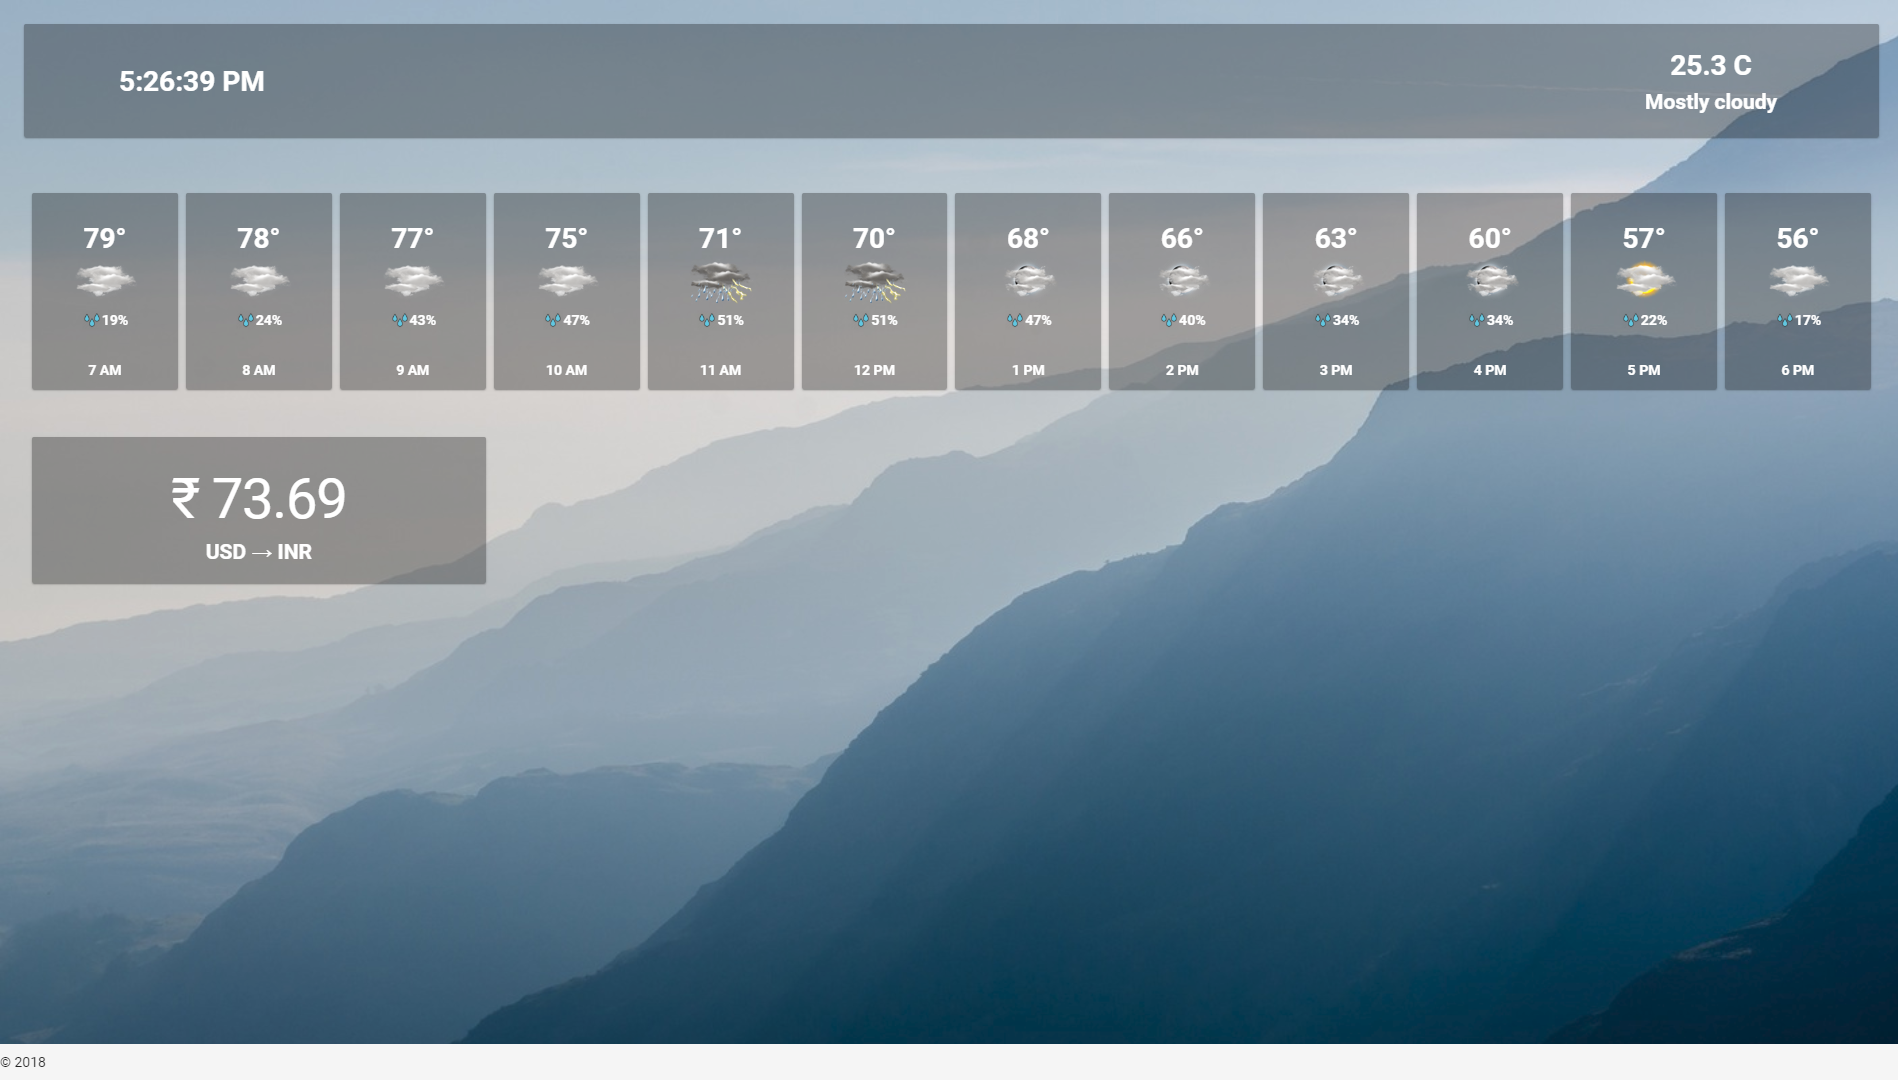 5:26:39 PM
25.3 C
Mostly cloudy
79° 78° 77° 75° 71° 70° 68° 66° 63° 60° 57° 56°
19% 24% 43% 47% 51% 51% 47% 40% 34% 34% 22% 17%
7 AM 8 AM 9 AM 10 AM 11 AM 12 PM 1 PM 2 PM 3 PM 4 PM 5 PM 6 PM
₹ 73.69
USD → INR
© 2018